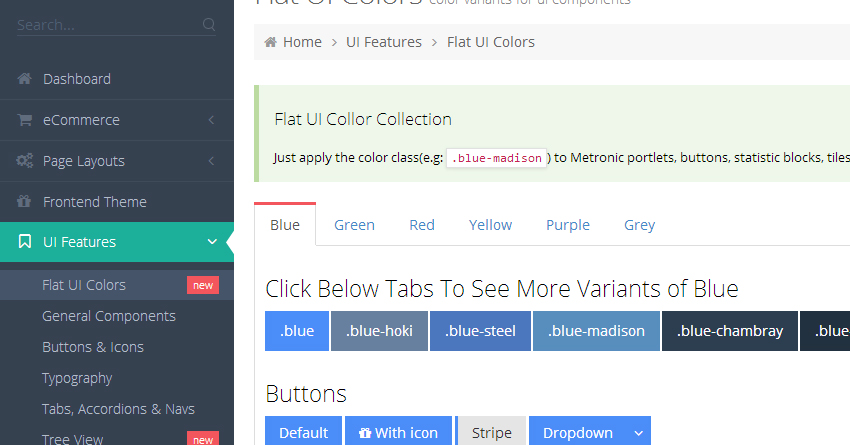 Flat UI Colors color variants for ui components
Search...
Home > UI Features > Flat UI Colors
Dashboard
eCommerce
Page Layouts
Frontend Theme
UI Features
Flat UI Colors new
General Components
Buttons & Icons
Typography
Tabs, Accordions & Navs
Tree View new
Flat UI Collor Collection
Just apply the color class(e.g: .blue-madison ) to Metronic portlets, buttons, statistic blocks, tiles
Blue Green Red Yellow Purple Grey
Click Below Tabs To See More Variants of Blue
.blue .blue-hoki .blue-steel .blue-madison .blue-chambray .blue
Buttons
Default With icon Stripe Dropdown